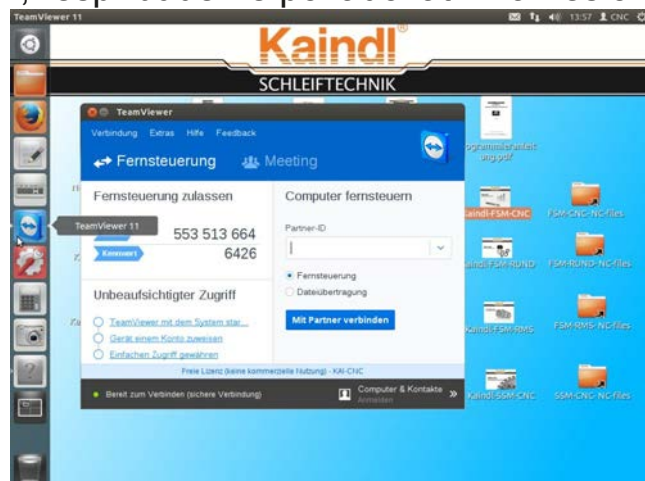 TeamViewer 11
13:57 CNC
Kaindl®
SCHLEIFTECHNIK
TeamViewer
Verbindung Extras Hilfe Feedback
Fernsteuerung Meeting
Fernsteuerung zulassen
Computer fernsteuern
TeamViewer 11
553 513 664
Kennwort 6426
Partner-ID
Fernsteuerung
Dateiübertragung
Mit Partner verbinden
Unbeaufsichtigter Zugriff
TeamViewer mit dem System star...
Gerät einem Konto zuweisen
Einfachen Zugriff gewähren
Freie Lizenz (keine kommerzielle Nutzung) - KAI-CNC
Bereit zum Verbinden (sichere Verbindung)
Computer & Kontakte
Anmelden
Kaindl-FSM-CNC
FSM-CNC-NC-files
Kaindl-FSM-RUND
FSM-RUND-NC-files
Kaindl-FSM-RMS
FSM-RMS-NC-files
Kaindl-SSM-CNC
SSM-CNC-NC-files